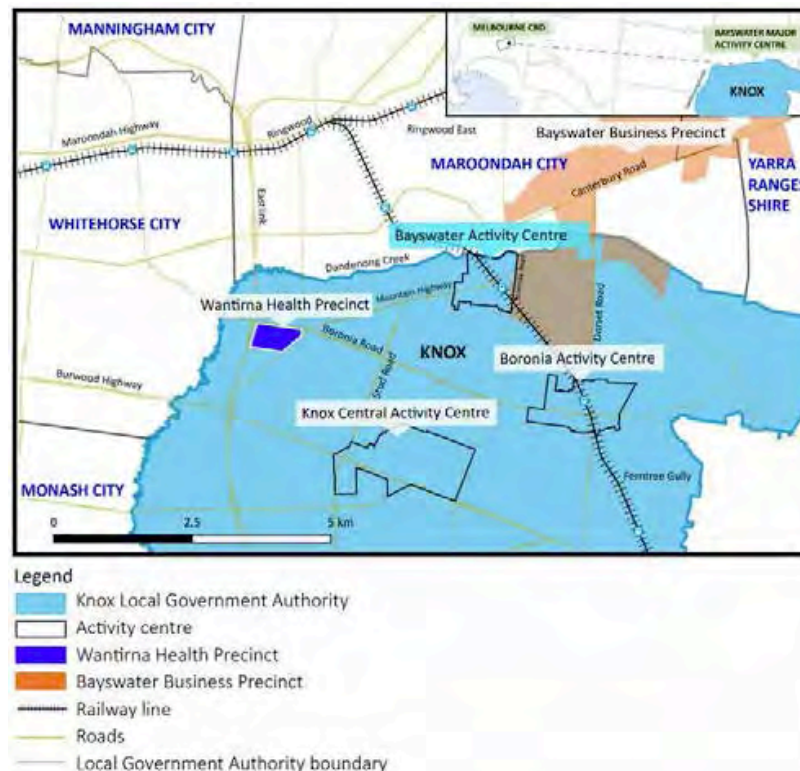 MANNINGHAM CITY
MELBOURNE CBD
BAYSWATER MAJOR
ACTIVITY CENTRE
KNOX
Maroondah Highway
Ringwood
Ringwood East
Bayswater Business Precinct
MAROONDAH CITY
Canterbury Road
YARRA
RANGES
SHIRE
WHITEHORSE CITY
East Link
Bayswater Activity Centre
Dandenong Creek
Mountain Highway
Wantirna Health Precinct
Boronia Road
Dorset Road
KNOX
Stud Road
Boronia Activity Centre
Burwood Highway
Knox Central Activity Centre
Ferntree Gully
MONASH CITY
0
2.5
5 km
Legend
Knox Local Government Authority
Activity centre
Wantirna Health Precinct
Bayswater Business Precinct
Railway line
Roads
Local Government Authority boundary